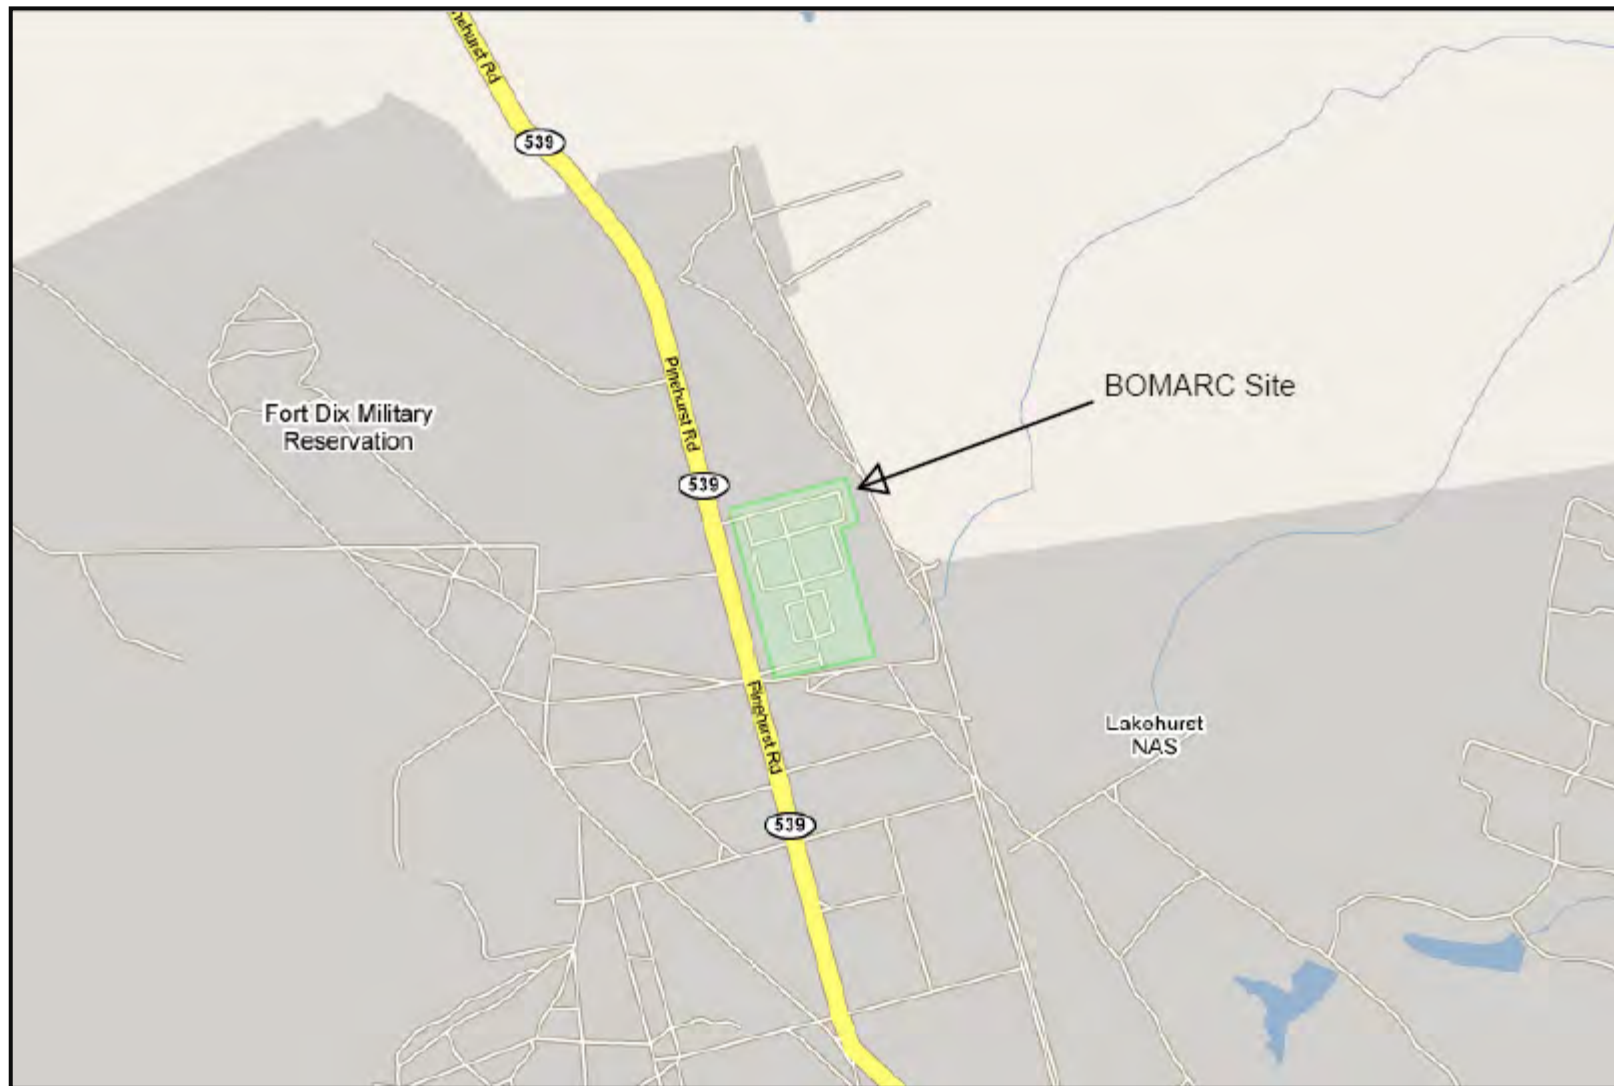 Pinehurst Rd
539
BOMARC Site
Pinehurst Rd
Fort Dix Military
Reservation
539
Pinehurst Rd
Lakehurst
NAS
539